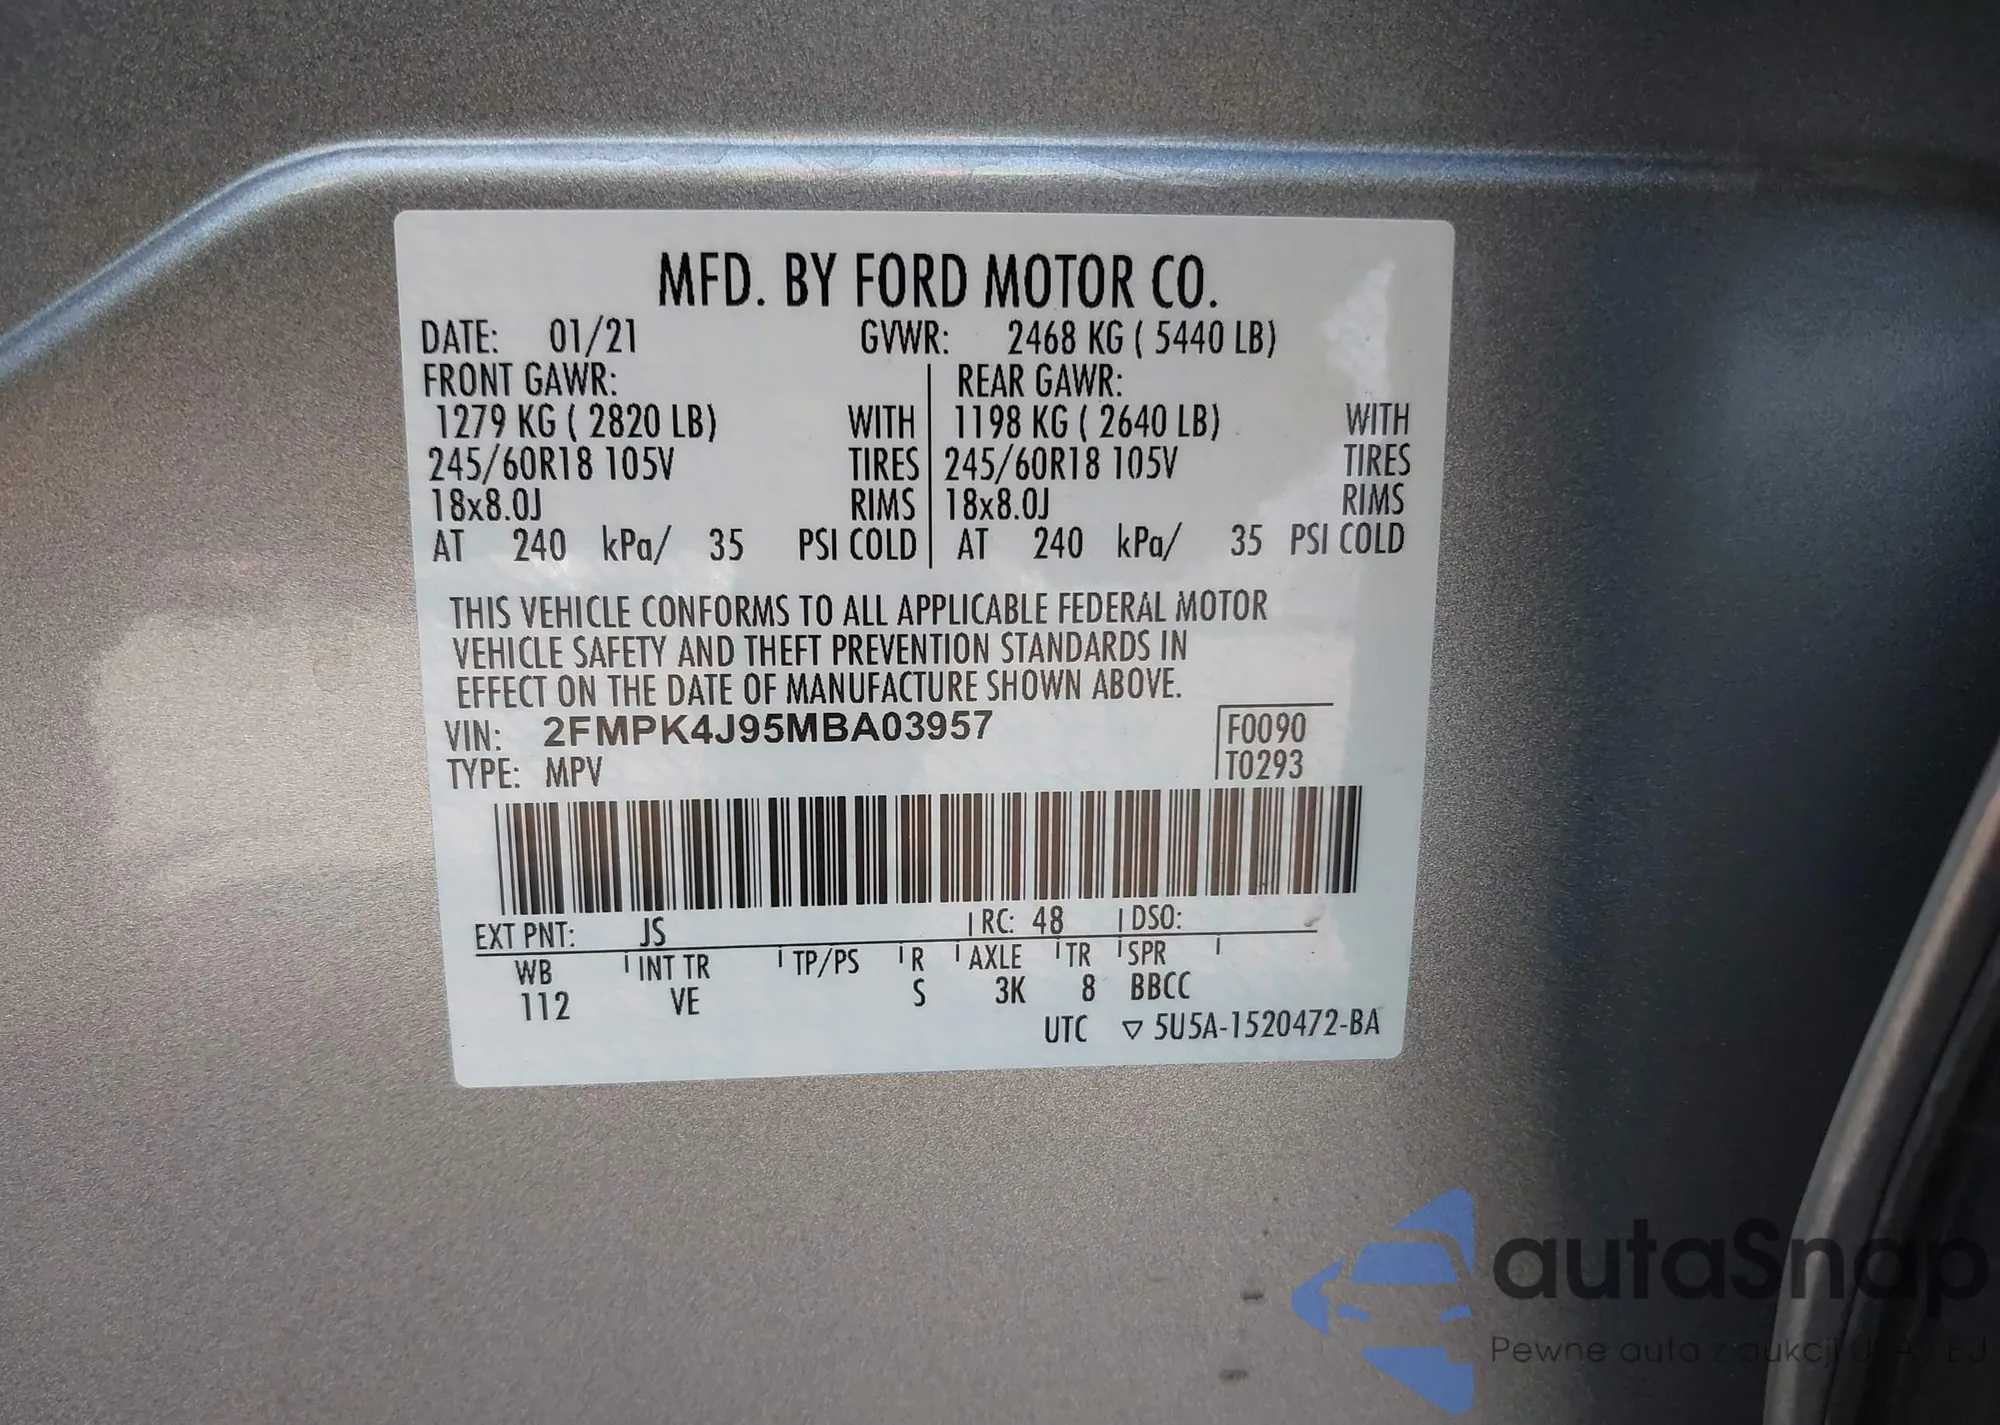 MFD. BY FORD MOTOR CO.
DATE: 01/21 GVWR: 2468 KG ( 5440 LB)
FRONT GAWR: REAR GAWR:
1279 KG ( 2820 LB) WITH 1198 KG ( 2640 LB) WITH
245/60R18 105V TIRES 245/60R18 105V TIRES
18x8.0J RIMS 18x8.0J RIMS
AT 240 kPa/ 35 PSI COLD AT 240 kPa/ 35 PSI COLD
THIS VEHICLE CONFORMS TO ALL APPLICABLE FEDERAL MOTOR
VEHICLE SAFETY AND THEFT PREVENTION STANDARDS IN
EFFECT ON THE DATE OF MANUFACTURE SHOWN ABOVE.
VIN: 2FMPK4J95MBA03957 F0090
TYPE: MPV T0293
EXT PNT: JS RC: 48 DSO:
WB INT TR TP/PS R AXLE TR SPR
112 VE S 3K 8 BBCC
UTC ▽ 5U5A-1520472-BA
autaSnap
Pewne auta z aukcji